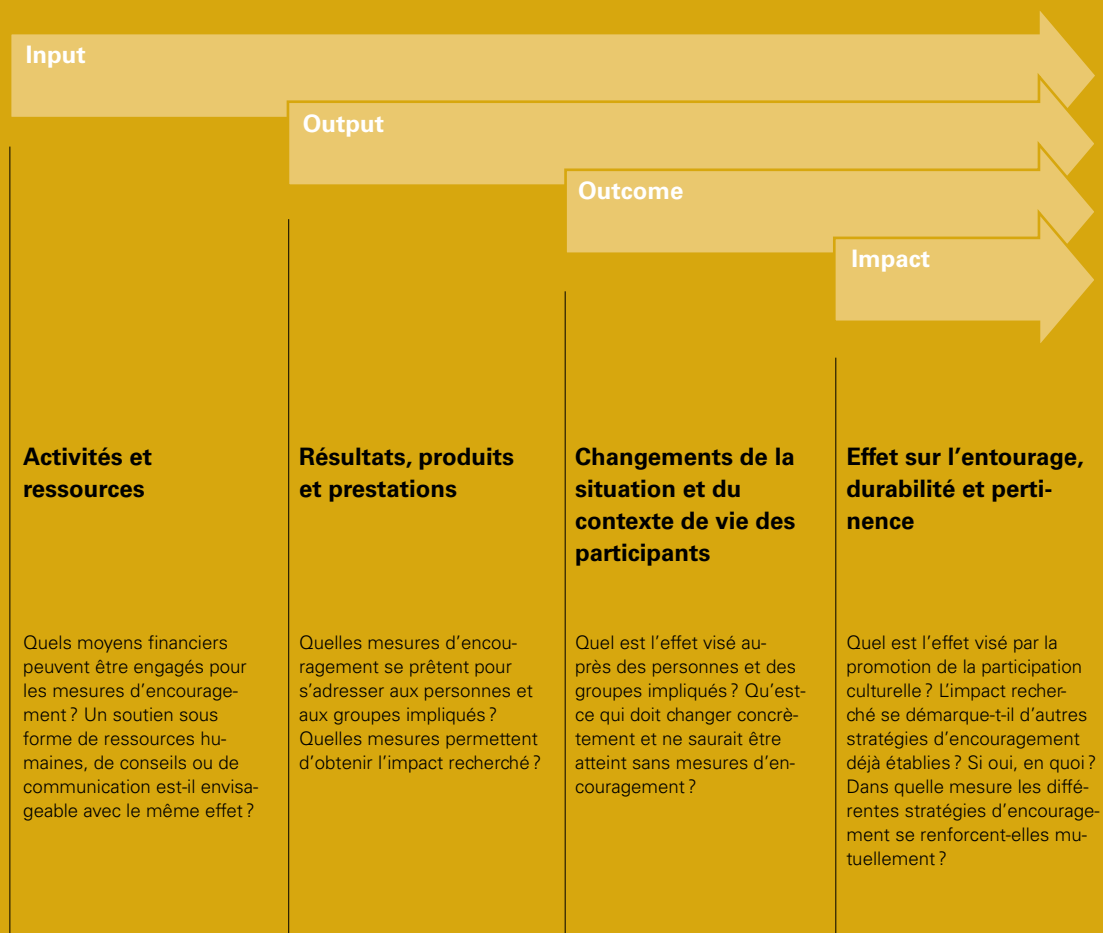 Input
Output
Outcome
Impact
Activités et
ressources
Quels moyens financiers
peuvent être engagés pour
les mesures d'encourage-
ment ? Un soutien sous
forme de ressources hu-
maines, de conseils ou de
communication est-il envisa-
geable avec le même effet ?
Résultats, produits
et prestations
Quelles mesures d'encou-
ragement se prêtent pour
s'adresser aux personnes et
aux groupes impliqués ?
Quelles mesures permettent
d'obtenir l'impact recherché ?
Changements de la
situation et du
contexte de vie des
participants
Quel est l'effet visé au-
près des personnes et des
groupes impliqués ? Qu'est-
ce qui doit changer concrè-
tement et ne saurait être
atteint sans mesures d'en-
couragement ?
Effet sur l'entourage,
durabilité et perti-
nence
Quel est l'effet visé par la
promotion de la participation
culturelle ? L'impact recher-
ché se démarque-t-il d'autres
stratégies d'encouragement
déjà établies ? Si oui, en quoi ?
Dans quelle mesure les diffé-
rentes stratégies d'encourage-
ment se renforcent-elles mu-
tuellement ?